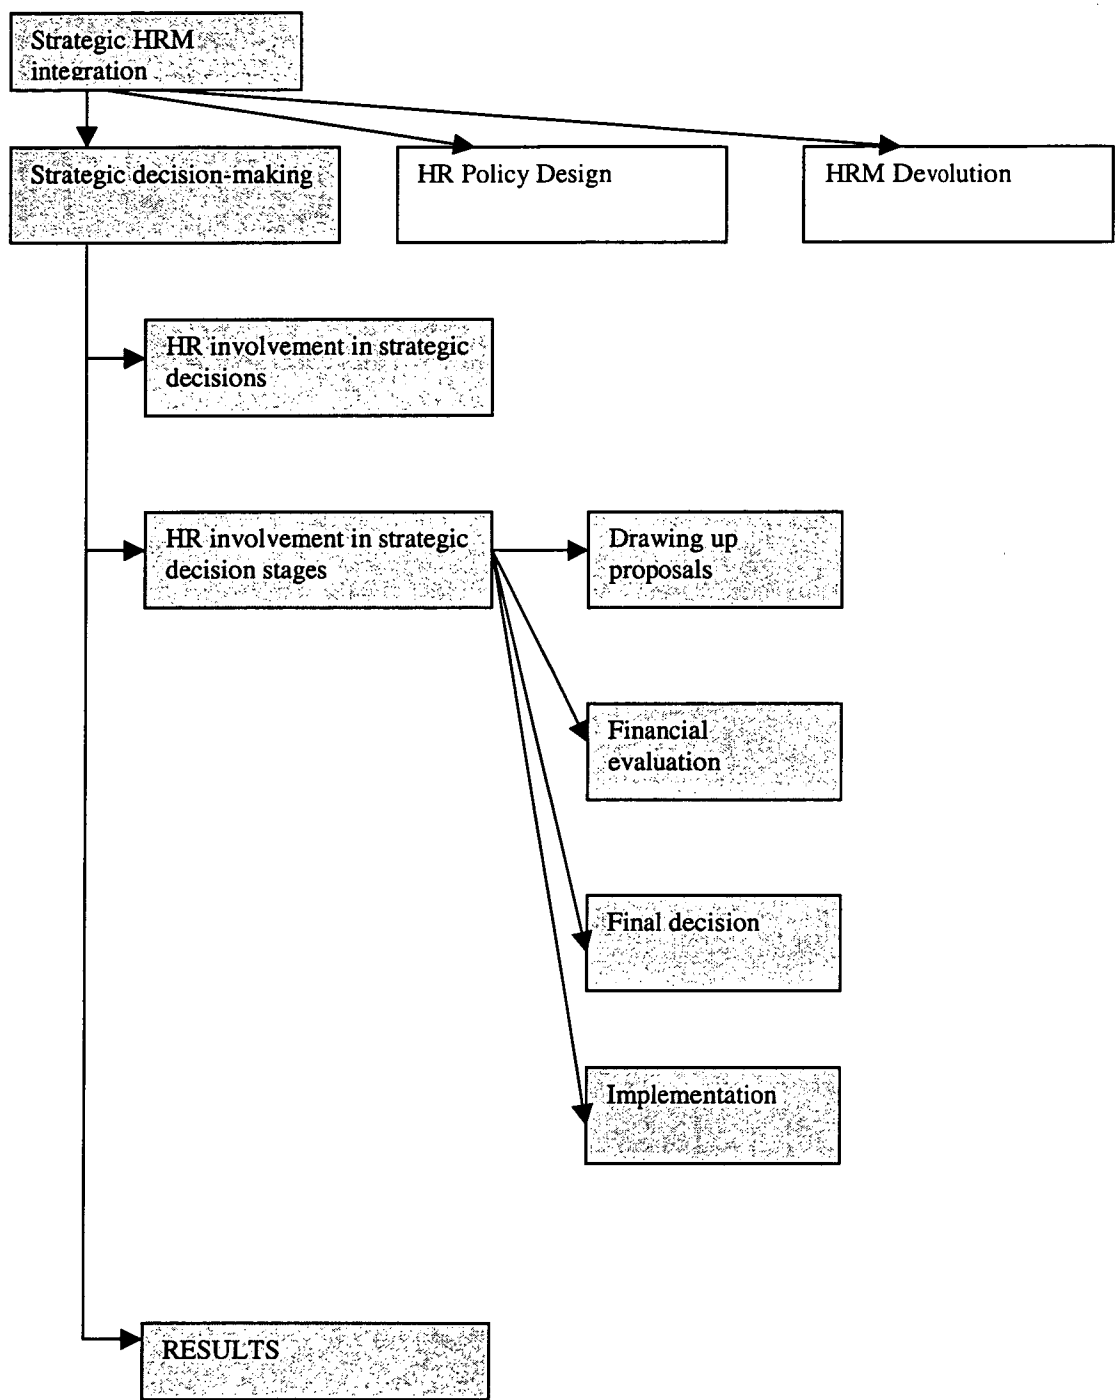 Strategic HRM
integration
Strategic decision-making
HR Policy Design
HRM Devolution
HR involvement in strategic
decisions
HR involvement in strategic
decision stages
Drawing up
proposals
Financial
evaluation
Final decision
Implementation
RESULTS